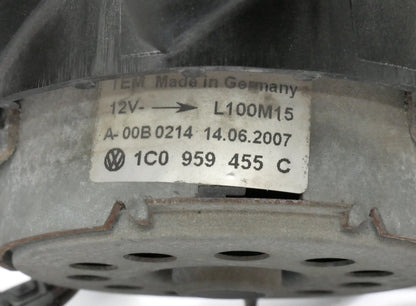 TEM Made in Germany
12V- → L100M15
A-00B 0214 14.06.2007
1C0 959 455 C